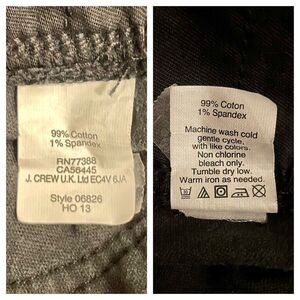 99% Cotton
1% Spandex
RN77388
CA56445
J. CREW U.K. Ltd EC4V 6JA
Style 06826
HO 13
99% Coton
1% Spandex
Machine wash cold
gentle cycle,
with like colors.
Non chlorine
bleach only.
Tumble dry low.
Warm iron as needed.